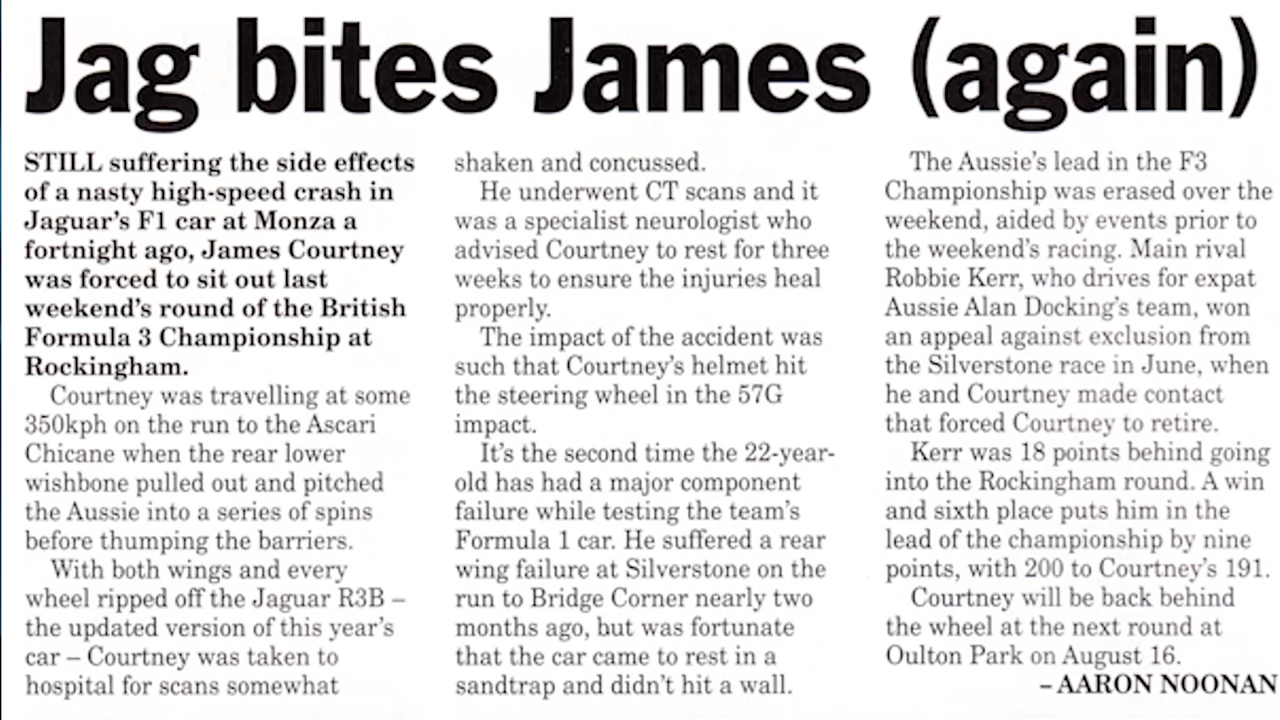 Jag bites James (again)
STILL suffering the side effects
of a nasty high-speed crash in
Jaguar's F1 car at Monza a
fortnight ago, James Courtney
was forced to sit out last
weekend's round of the British
Formula 3 Championship at
Rockingham.
Courtney was travelling at some
350kph on the run to the Ascari
Chicane when the rear lower
wishbone pulled out and pitched
the Aussie into a series of spins
before thumping the barriers.
With both wings and every
wheel ripped off the Jaguar R3B –
the updated version of this year's
car – Courtney was taken to
hospital for scans somewhat
shaken and concussed.
He underwent CT scans and it
was a specialist neurologist who
advised Courtney to rest for three
weeks to ensure the injuries heal
properly.
The impact of the accident was
such that Courtney's helmet hit
the steering wheel in the 57G
impact.
It's the second time the 22-year-
old has had a major component
failure while testing the team's
Formula 1 car. He suffered a rear
wing failure at Silverstone on the
run to Bridge Corner nearly two
months ago, but was fortunate
that the car came to rest in a
sandtrap and didn't hit a wall.
The Aussie's lead in the F3
Championship was erased over the
weekend, aided by events prior to
the weekend's racing. Main rival
Robbie Kerr, who drives for expat
Aussie Alan Docking's team, won
an appeal against exclusion from
the Silverstone race in June, when
he and Courtney made contact
that forced Courtney to retire.
Kerr was 18 points behind going
into the Rockingham round. A win
and sixth place puts him in the
lead of the championship by nine
points, with 200 to Courtney's 191.
Courtney will be back behind
the wheel at the next round at
Oulton Park on August 16.
– AARON NOONAN